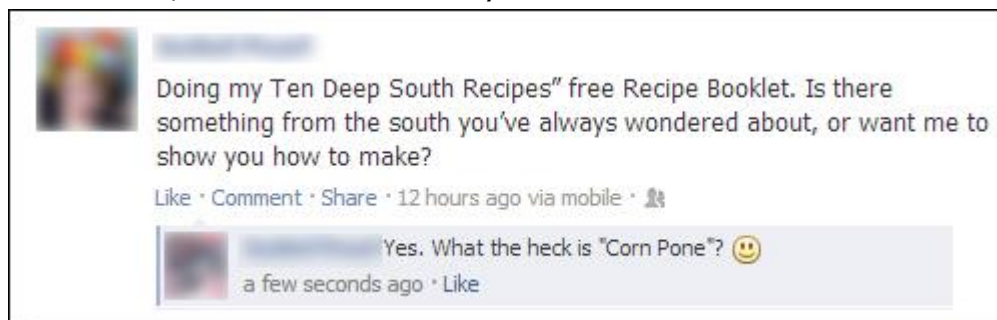 Doing my Ten Deep South Recipes” free Recipe Booklet. Is there
something from the south you’ve always wondered about, or want me to
show you how to make?
Like · Comment · Share · 12 hours ago via mobile ·
Yes. What the heck is "Corn Pone"?
a few seconds ago · Like